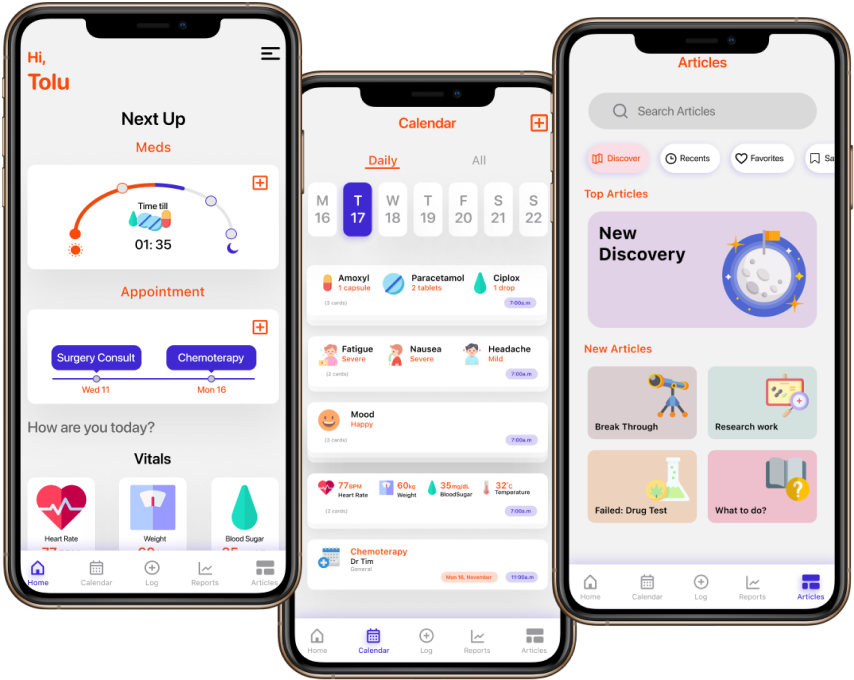 Hi,
Tolu
Next Up
Meds
Time till
01: 35
Appointment
Surgery Consult
Chemoterapy
Wed 11
Mon 16
How are you today?
Vitals
Heart Rate
Weight
Blood Sugar
Home
Calendar
Log
Reports
Articles
Calendar
Daily
All
M T W T F S S
16 17 18 19 20 21 22
Amoxyl
1 capsule
Paracetamol
2 tablets
Ciplox
1 drop
(3 cards)
7:00a.m
Fatigue
Severe
Nausea
Severe
Headache
Mild
(2 cards)
7:00a.m
Mood
Happy
(3 cards)
7:00a.m
77BPM
Heart Rate
60kg
Weight
35mg/dL
BloodSugar
32°c
Temperature
(2 cards)
7:00a.m
Chemoterapy
Dr Tim
General
Mon 16, November
11:00a.m
Home
Calendar
Log
Reports
Articles
Articles
Search Articles
Discover
Recents
Favorites
Sa
Top Articles
New
Discovery
New Articles
Break Through
Research work
Failed: Drug Test
What to do?
Home
Calendar
Log
Reports
Articles